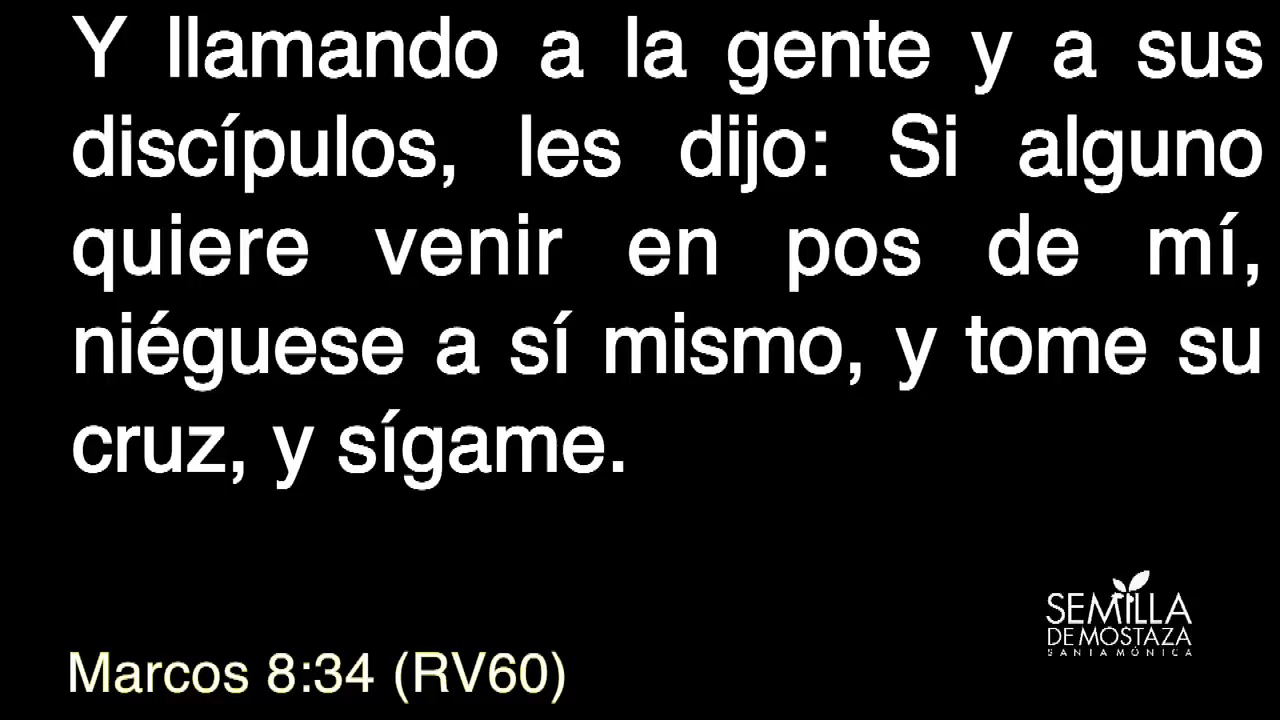 Y llamando a la gente y a sus
discípulos, les dijo: Si alguno
quiere venir en pos de mí,
niéguese a sí mismo, y tome su
cruz, y sígame.
SEMILLA
DE MOSTAZA
SANTA MÓNICA
Marcos 8:34 (RV60)